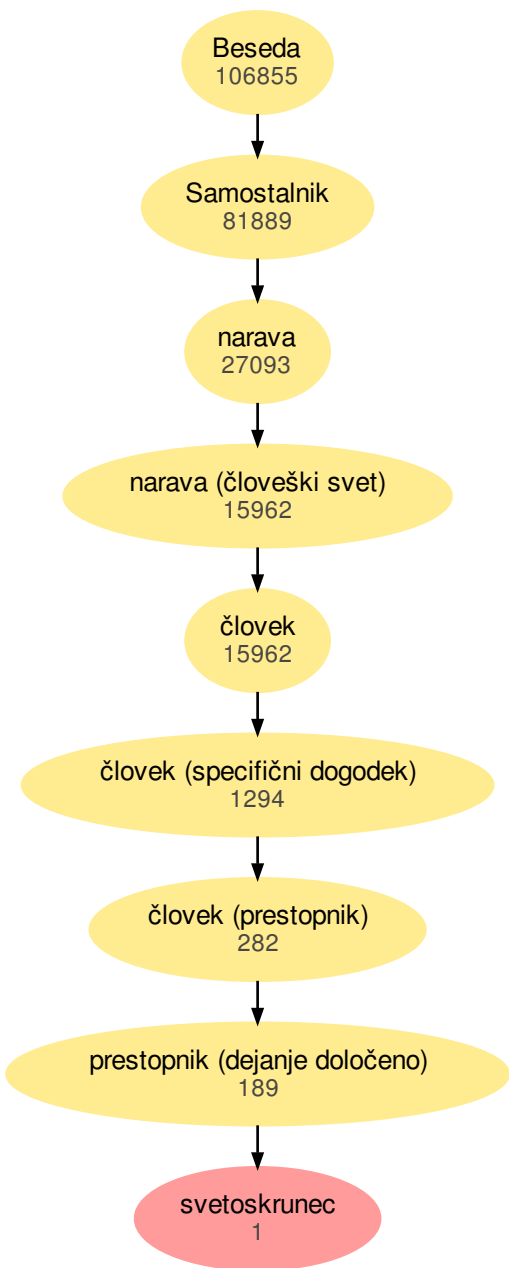 Beseda
106855
Samostalnik
81889
narava
27093
narava (človeški svet)
15962
človek
15962
človek (specifični dogodek)
1294
človek (prestopnik)
282
prestopnik (dejanje določeno)
189
svetoskrunec
1